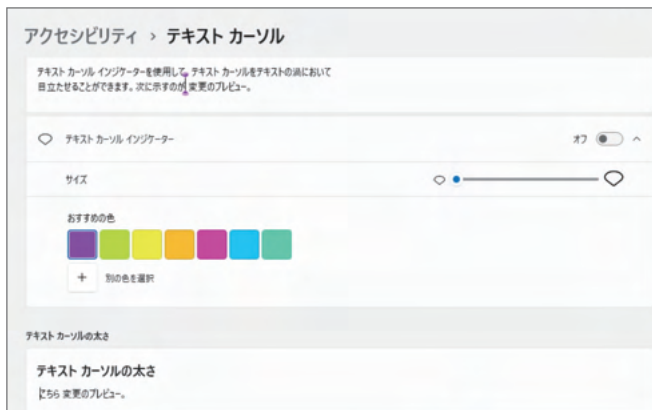 アクセシビリティ › テキスト カーソル
テキスト カーソル インジケーターを使用して、テキスト カーソルをテキストの渦において
目立たせることができます。次に示すのが 変更のプレビュー。
テキスト カーソル インジケーター
オフ
サイズ
おすすめの色
+ 別の色を選択
テキスト カーソルの太さ
テキスト カーソルの太さ
こちら 変更のプレビュー。